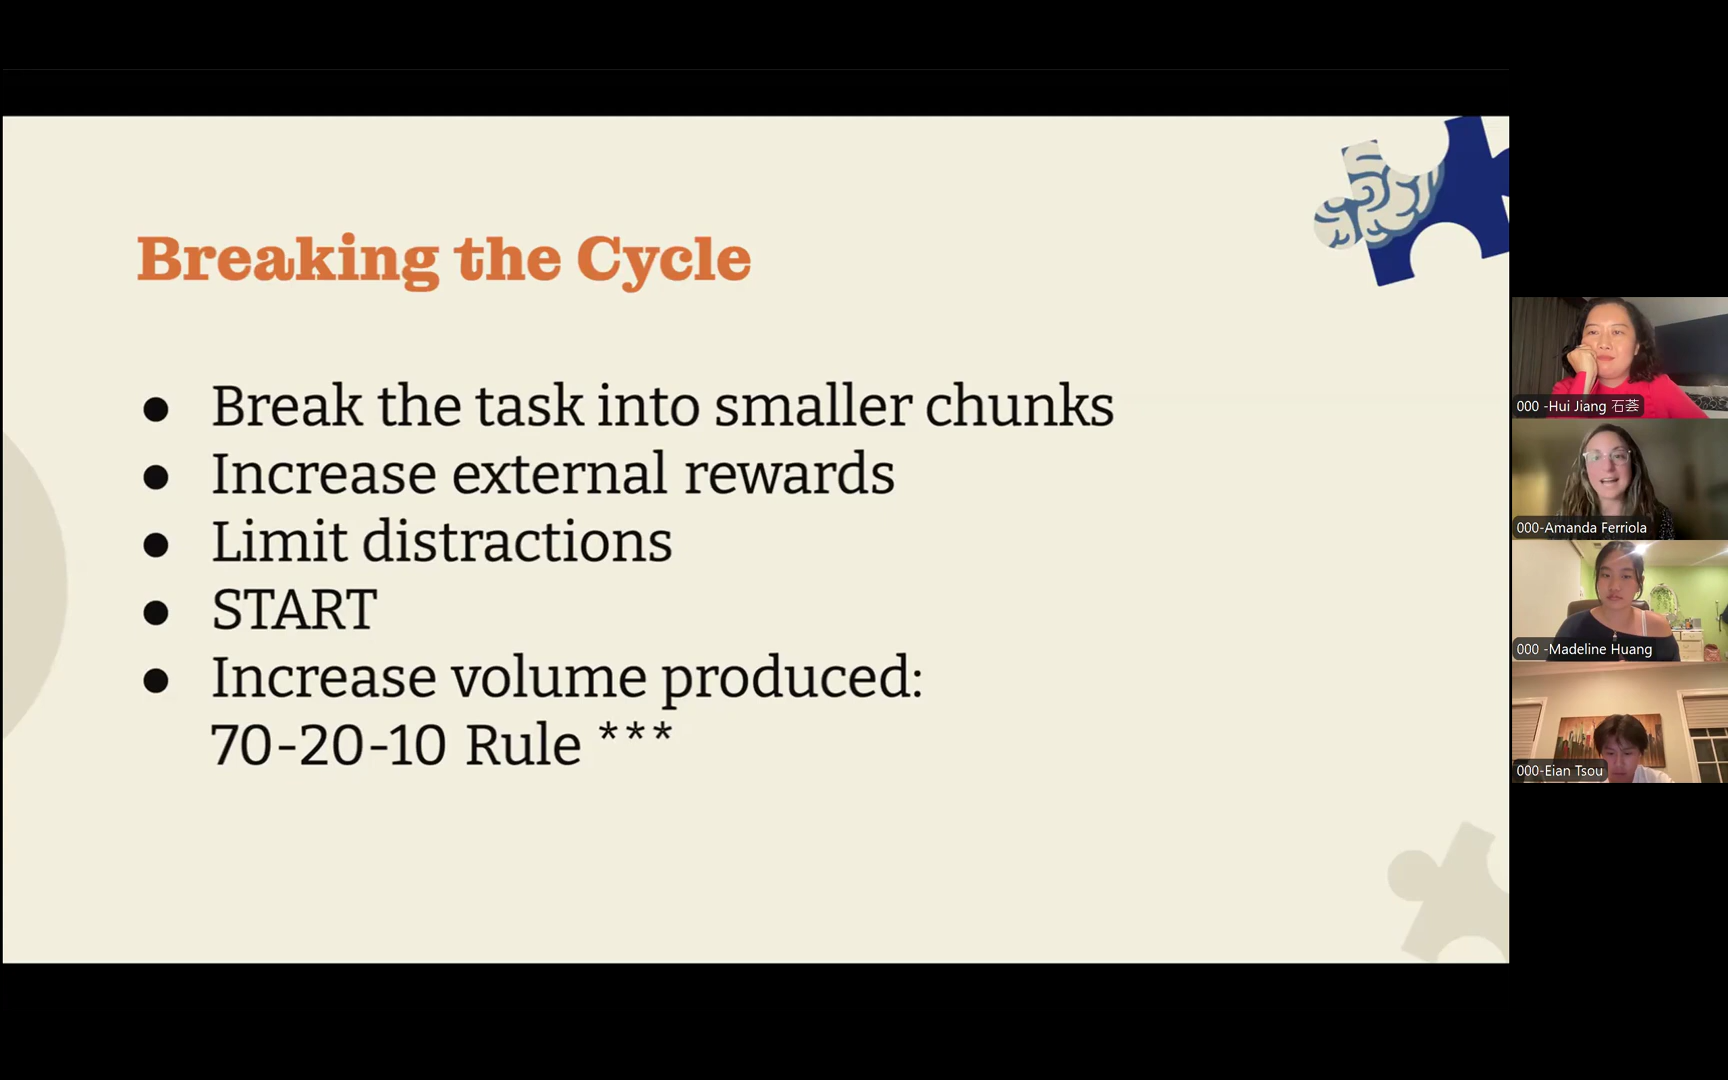 Breaking the Cycle
● Break the task into smaller chunks
● Increase external rewards
● Limit distractions
● START
● Increase volume produced:
70-20-10 Rule ***
000 -Hui Jiang 石荟
000-Amanda Ferriola
000 -Madeline Huang
000-Eian Tsou